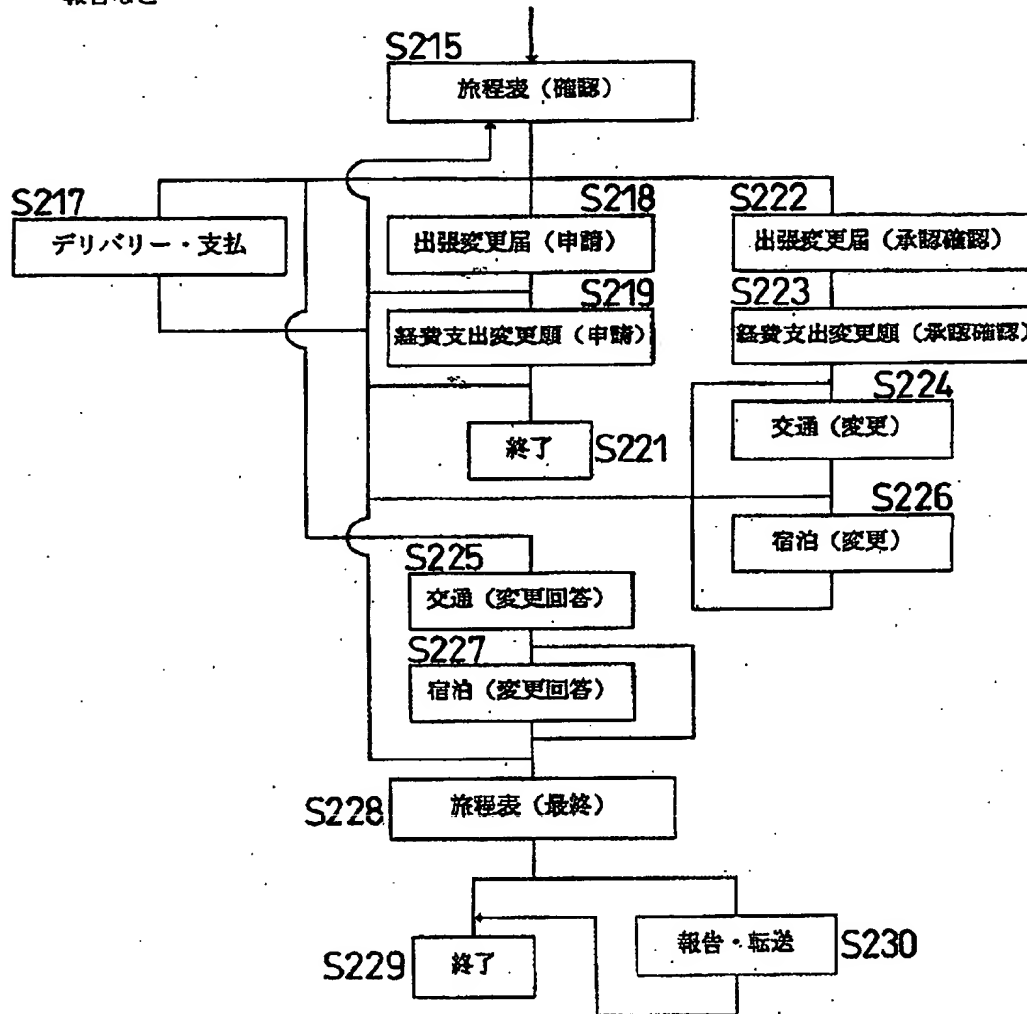 報告など
S215
旅程表（確認）
S217
デリバリー・支払
S218
出張変更届（申請）
S222
出張変更届（承認確認）
S219
経費支出変更願（申請）
S223
経費支出変更願（承認確認）
S224
交通（変更）
終了
S221
S226
宿泊（変更）
S225
交通（変更回答）
S227
宿泊（変更回答）
S228
旅程表（最終）
S229
終了
報告・転送
S230